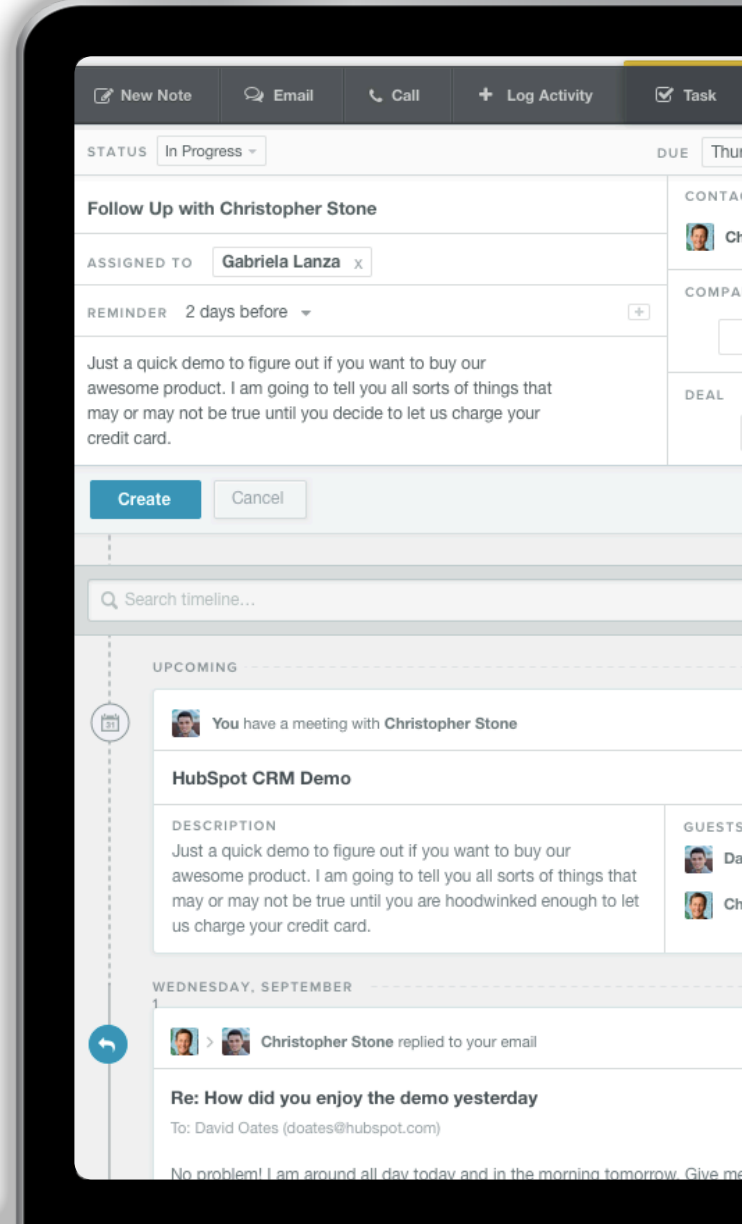 New Note Email Call + Log Activity Task
STATUS In Progress DUE
Follow Up with Christopher Stone
ASSIGNED TO Gabriela Lanza x
REMINDER 2 days before +
Just a quick demo to figure out if you want to buy our
awesome product. I am going to tell you all sorts of things that
may or may not be true until you decide to let us charge your
credit card.
DEAL
Create Cancel
Search timeline...
UPCOMING
31
You have a meeting with Christopher Stone
HubSpot CRM Demo
DESCRIPTION
Just a quick demo to figure out if you want to buy our
awesome product. I am going to tell you all sorts of things that
may or may not be true until you are hoodwinked enough to let
us charge your credit card.
GUESTS
WEDNESDAY, SEPTEMBER
1
> Christopher Stone replied to your email
Re: How did you enjoy the demo yesterday
To: David Oates (doates@hubspot.com)
No problem! I am around all day today and in the morning tomorrow. Give me